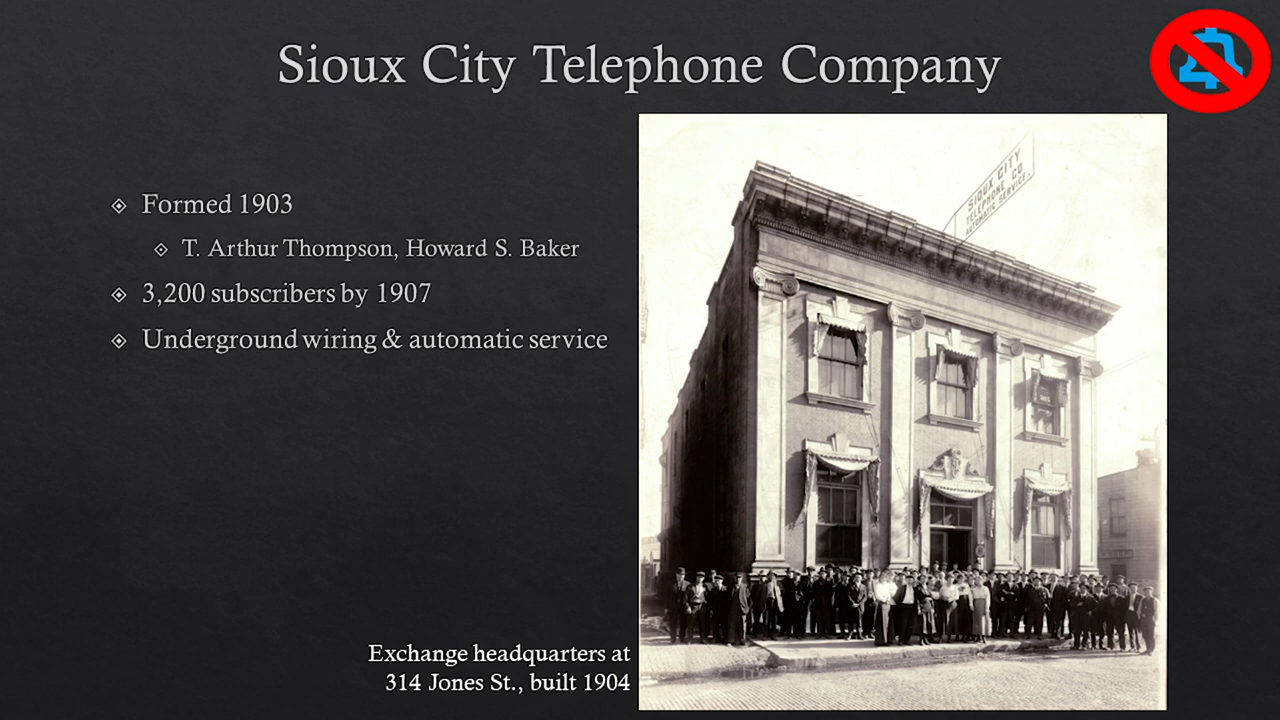 Sioux City Telephone Company
Formed 1903
T. Arthur Thompson, Howard S. Baker
3,200 subscribers by 1907
Underground wiring & automatic service
Exchange headquarters at
314 Jones St., built 1904
SIOUX CITY
TELEPHONE CO.
AUTOMATIC SERVICE.